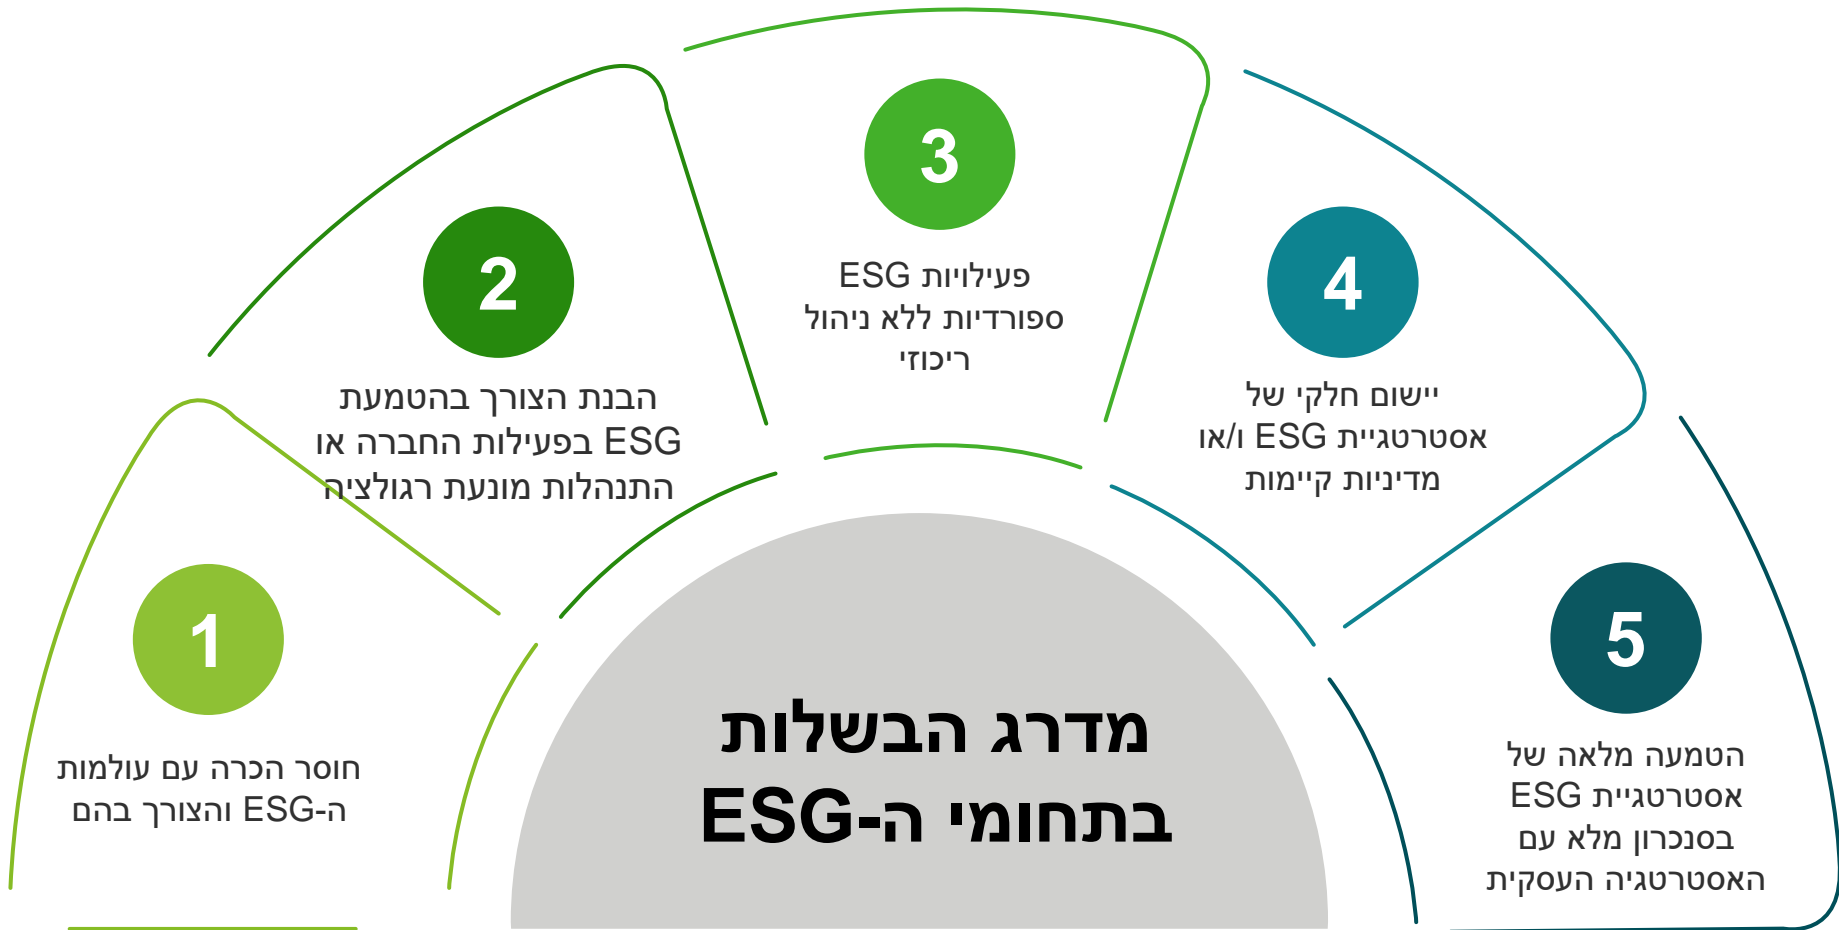 1
חוסר הכרה עם עולמות
ה-ESG והצורך בהם
2
הבנת הצורך בהטמעת
ESG בפעילות החברה או
התנהלות מונעת רגולציה
3
פעילויות ESG
ספורדיות ללא ניהול
ריכוזי
4
יישום חלקי של
אסטרטגיית ESG ו/או
מדיניות קיימות
5
הטמעה מלאה של
אסטרטגיית ESG
בסנכרון מלא עם
האסטרטגיה העסקית
מדרג הבשלות
בתחומי ה-ESG